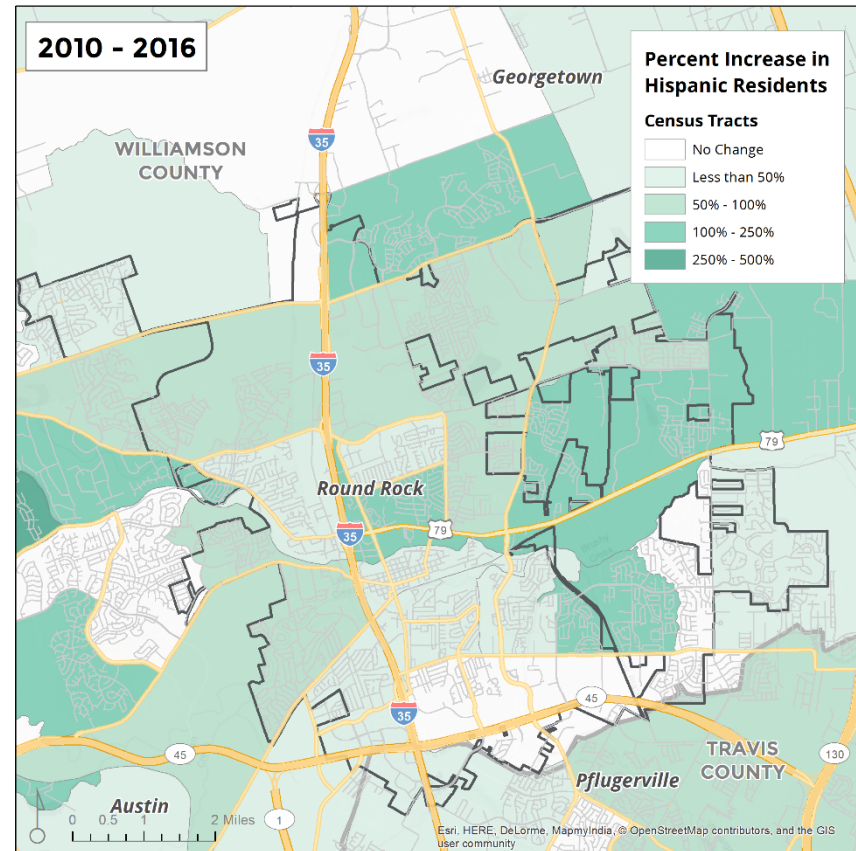 2010 - 2016
Georgetown
Percent Increase in
Hispanic Residents
Census Tracts
No Change
Less than 50%
50% - 100%
100% - 250%
250% - 500%
35
WILLIAMSON
COUNTY
35
79
Round Rock
79
35
35
45
45
TRAVIS
COUNTY
130
Pflugerville
Austin
1
0 0.5 1 2 Miles
Esri, HERE, DeLorme, MapmyIndia, © OpenStreetMap contributors, and the GIS
user community